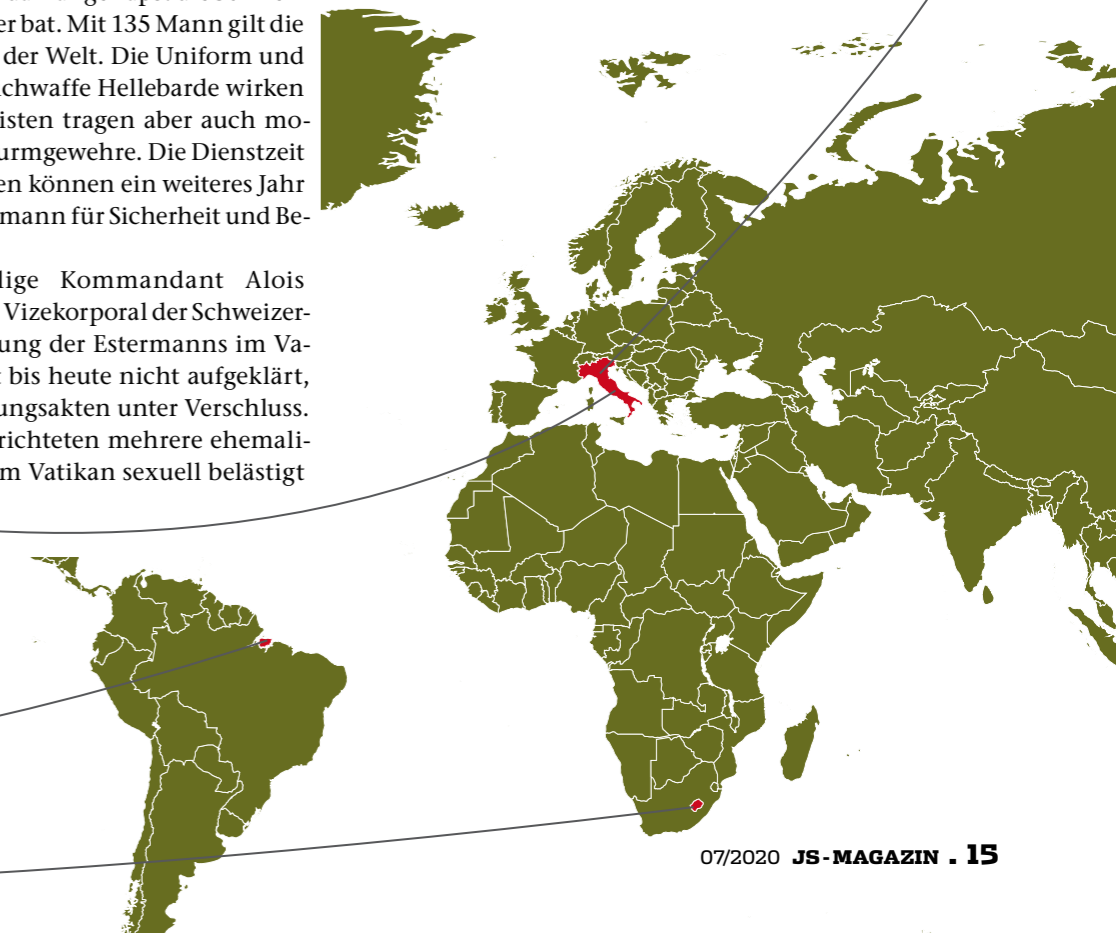 er bat. Mit 135 Mann gilt die
der Welt. Die Uniform und
chwaffe Hellebarde wirken
isten tragen aber auch mo-
urmgewehre. Die Dienstzeit
en können ein weiteres Jahr
mann für Sicherheit und Be-
lige Kommandant Alois
Vizekorporal der Schweizer-
ung der Estermanns im Va-
t bis heute nicht aufgeklärt,
ungsakten unter Verschluss.
richteten mehrere ehemali-
m Vatikan sexuell belästigt
07/2020 JS-MAGAZIN . 15